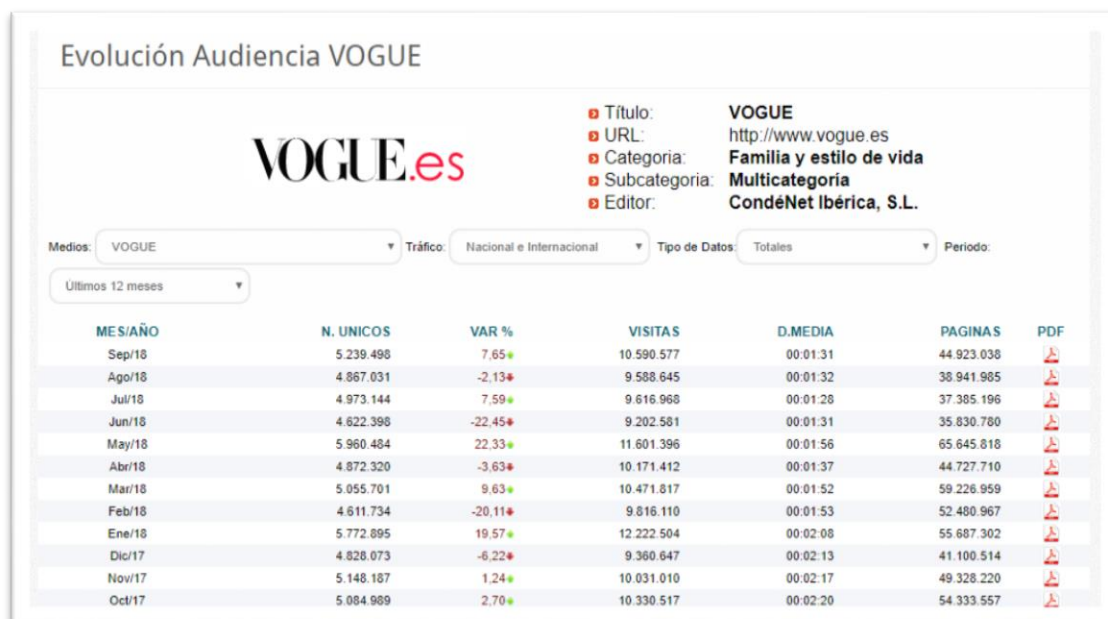 Evolución Audiencia VOGUE
VOGUE.es
Título: VOGUE
URL: http://www.vogue.es
Categoria: Familia y estilo de vida
Subcategoria: Multicategoría
Editor: CondéNet Ibérica, S.L.
Medios: VOGUE Tráfico: Nacional e Internacional Tipo de Datos: Totales Periodo:
Últimos 12 meses
MES/AÑO N. UNICOS VAR % VISITAS D.MEDIA PAGINAS PDF
Sep/18 5.239.498 7,65 10.590.577 00:01:31 44.923.038
Ago/18 4.867.031 -2,13 9.588.645 00:01:32 38.941.985
Jul/18 4.973.144 7,59 9.616.968 00:01:28 37.385.196
Jun/18 4.622.398 -22,45 9.202.581 00:01:31 35.830.780
May/18 5.960.484 22,33 11.601.396 00:01:56 65.645.818
Abr/18 4.872.320 -3,63 10.171.412 00:01:37 44.727.710
Mar/18 5.055.701 9,63 10.471.817 00:01:52 59.226.959
Feb/18 4.611.734 -20,11 9.816.110 00:01:53 52.480.967
Ene/18 5.772.895 19,57 12.222.504 00:02:08 55.687.302
Dic/17 4.828.073 -6,22 9.360.647 00:02:13 41.100.514
Nov/17 5.148.187 1,24 10.031.010 00:02:17 49.328.220
Oct/17 5.084.989 2,70 10.330.517 00:02:20 54.333.557